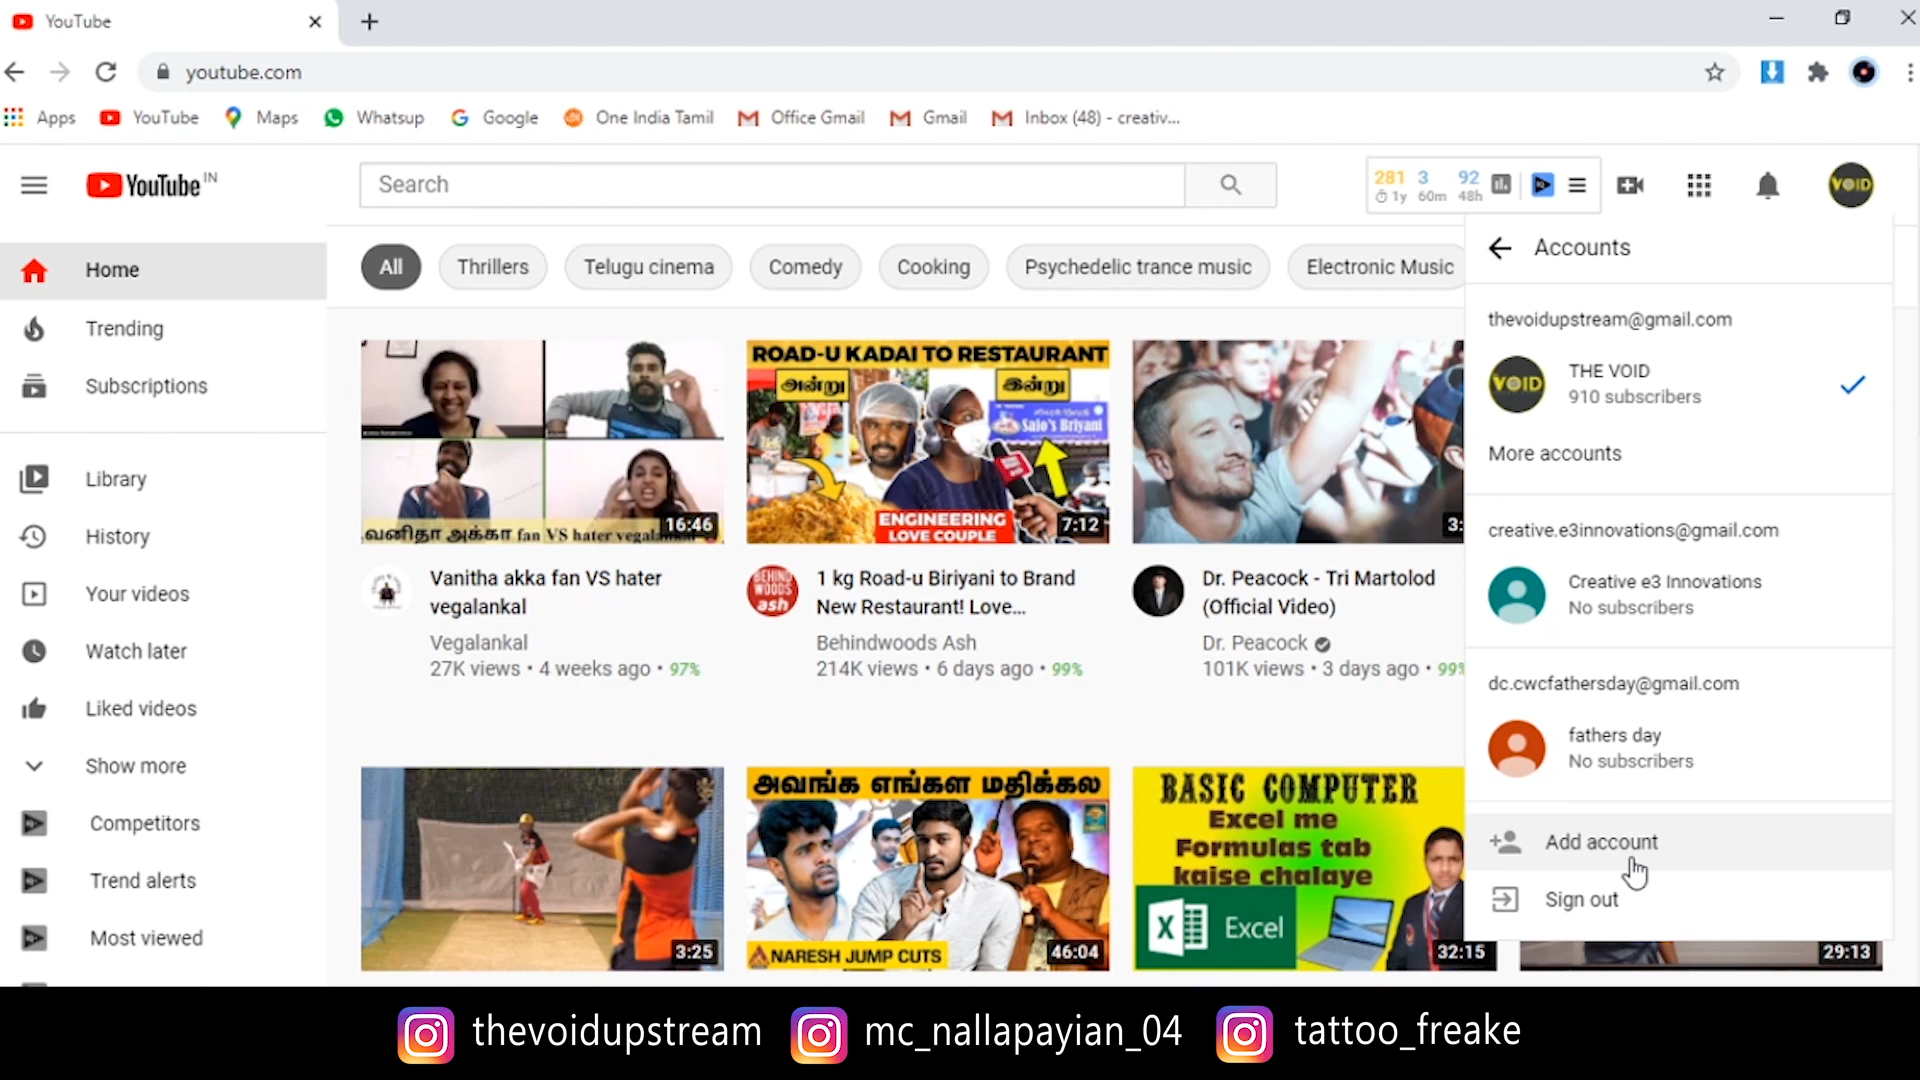 YouTube
youtube.com
Apps YouTube Maps Whatsup Google One India Tamil Office Gmail Gmail Inbox (48) - creativ...
YouTube IN
Search
281 3 92
1y 60m 48h
VOID
Home
Trending
Subscriptions
Library
History
Your videos
Watch later
Liked videos
Show more
Competitors
Trend alerts
Most viewed
All Thrillers Telugu cinema Comedy Cooking Psychedelic trance music Electronic Music
வனிதா அக்கா fan VS hater
16:46
Vanitha akka fan VS hater
vegalankal
Vegalankal
27K views • 4 weeks ago • 97%
ROAD-U KADAI TO RESTAURANT
அன்று இன்று
Salo's Briyani
ENGINEERING
LOVE COUPLE
7:12
BEHIND
WOODS
ash
1 kg Road-u Biriyani to Brand
New Restaurant! Love...
Behindwoods Ash
214K views • 6 days ago • 99%
3:
Dr. Peacock - Tri Martolod
(Official Video)
Dr. Peacock
101K views • 3 days ago • 99%
3:25
அவங்க எங்கள மதிக்கல
NARESH JUMP CUTS
46:04
BASIC COMPUTER
Excel me
Formulas tab
kaise chalaye
Excel
32:15
29:13
Accounts
thevoidupstream@gmail.com
VOID
THE VOID
910 subscribers
More accounts
creative.e3innovations@gmail.com
Creative e3 Innovations
No subscribers
dc.cwcfathersday@gmail.com
fathers day
No subscribers
Add account
Sign out
thevoidupstream mc_nallapayian_04 tattoo_freake